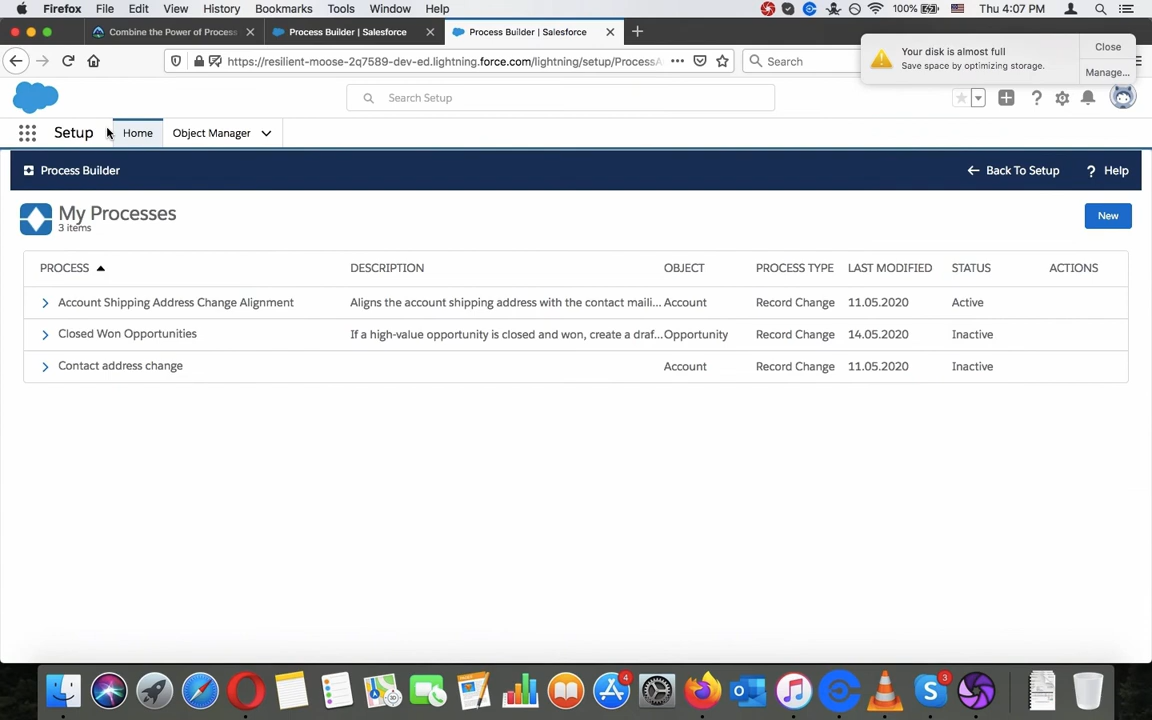 Firefox File Edit View History Bookmarks Tools Window Help 100% Thu 4:07 PM
Combine the Power of Process
Process Builder | Salesforce
Process Builder | Salesforce
https://resilient-moose-2q7589-dev-ed.lightning.force.com/lightning/setup/ProcessA
Search
Your disk is almost full
Save space by optimizing storage.
Close
Manage...
Search Setup
Setup Home Object Manager
Process Builder
Back To Setup ? Help
My Processes
3 items
New
PROCESS DESCRIPTION OBJECT PROCESS TYPE LAST MODIFIED STATUS ACTIONS
Account Shipping Address Change Alignment Aligns the account shipping address with the contact maili... Account Record Change 11.05.2020 Active
Closed Won Opportunities If a high-value opportunity is closed and won, create a draf... Opportunity Record Change 14.05.2020 Inactive
Contact address change Account Record Change 11.05.2020 Inactive
4
3